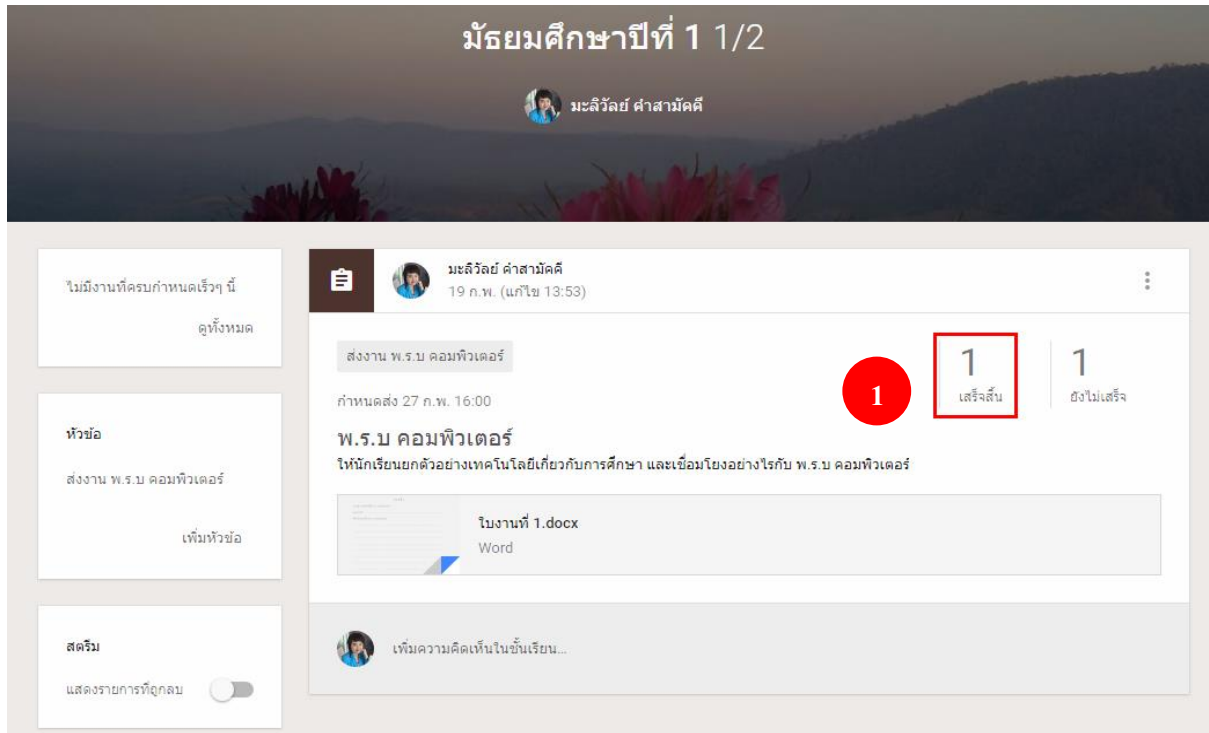 มัธยมศึกษาปีที่ 1 1/2
มะลิวัลย์ คำสามัคคี
ไม่มีงานที่ครบกำหนดเร็วๆ นี้
ดูทั้งหมด
หัวข้อ
ส่งงาน พ.ร.บ คอมพิวเตอร์
เพิ่มหัวข้อ
สตรีม
แสดงรายการที่ถูกลบ
มะลิวัลย์ คำสามัคคี
19 ก.พ. (แก้ไข 13:53)
ส่งงาน พ.ร.บ คอมพิวเตอร์
กำหนดส่ง 27 ก.พ. 16:00
1
1
เสร็จสิ้น
1
ยังไม่เสร็จ
พ.ร.บ คอมพิวเตอร์
ให้นักเรียนยกตัวอย่างเทคโนโลยีเกี่ยวกับการศึกษา และเชื่อมโยงอย่างไรกับ พ.ร.บ คอมพิวเตอร์
ใบงานที่ 1.docx
Word
เพิ่มความคิดเห็นในชั้นเรียน...